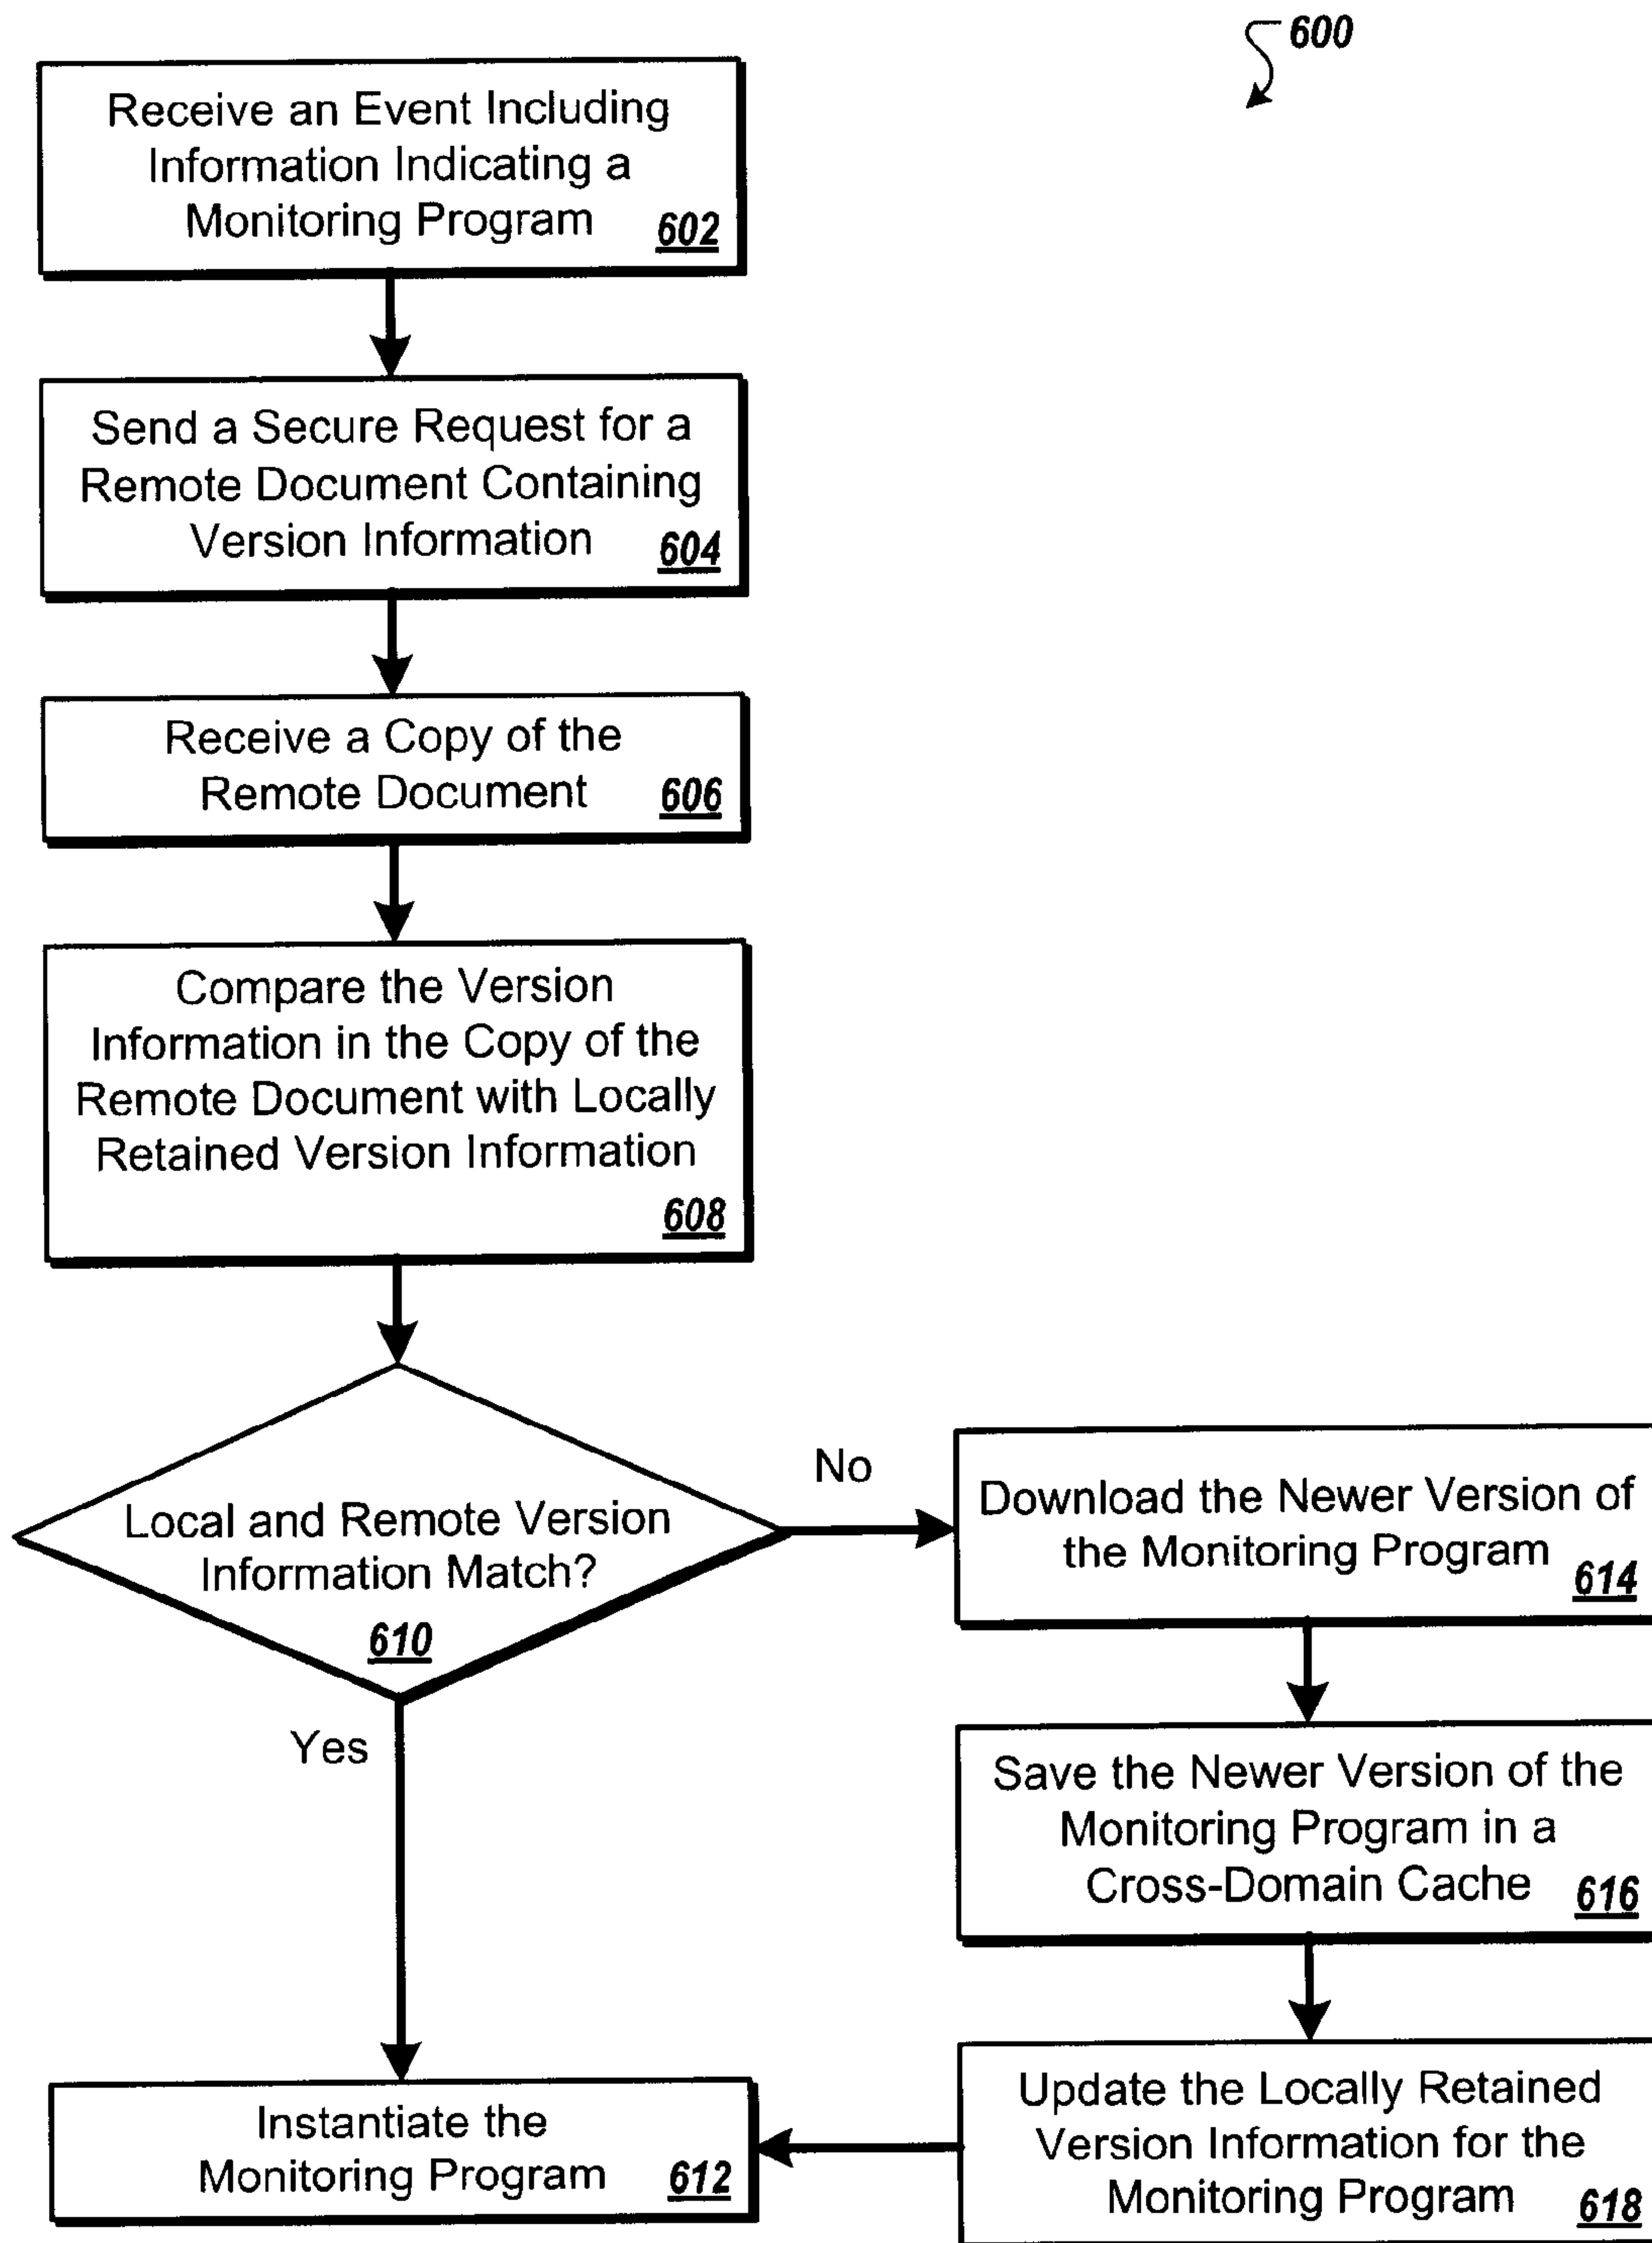 600
Receive an Event Including
Information Indicating a
Monitoring Program 602
Send a Secure Request for a
Remote Document Containing
Version Information 604
Receive a Copy of the
Remote Document 606
Compare the Version
Information in the Copy of the
Remote Document with Locally
Retained Version Information
608
Local and Remote Version
Information Match?
610
No
Yes
Download the Newer Version of
the Monitoring Program 614
Save the Newer Version of the
Monitoring Program in a
Cross-Domain Cache 616
Update the Locally Retained
Version Information for the
Monitoring Program 618
Instantiate the
Monitoring Program 612